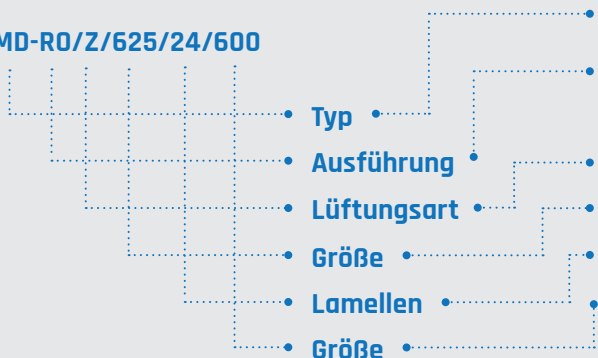 MD-RO/Z/625/24/600
Typ
Ausführung
Lüftungsart
Größe
Lamellen
Größe